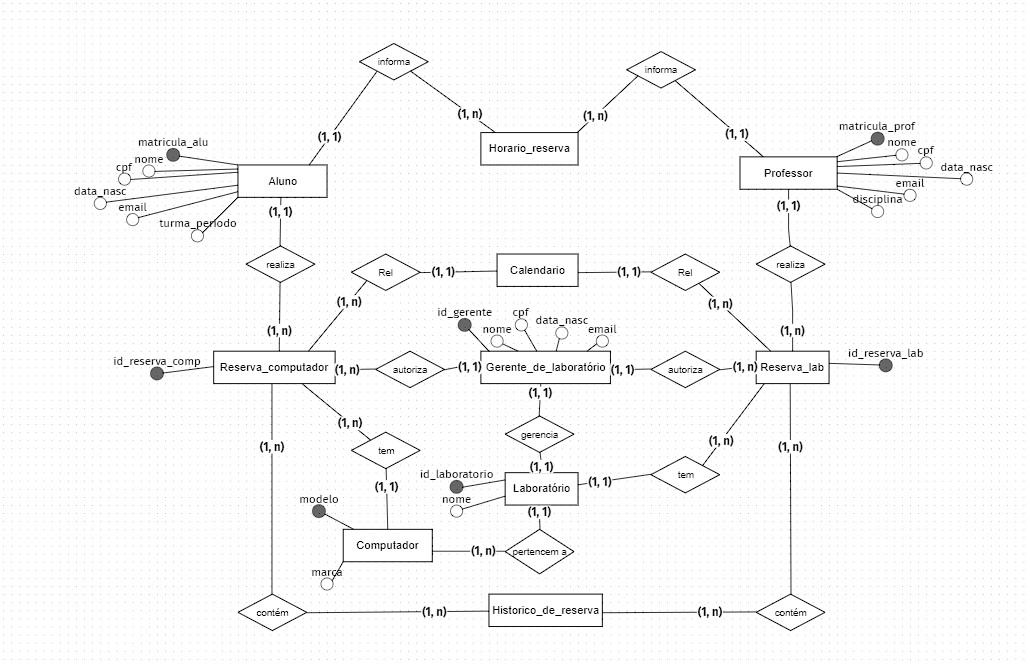 informa
informa
(1, n)
(1, n)
(1, 1)
(1, 1)
Horario_reserva
matricula_alu
nome
cpf
data_nasc
email
turma_periodo
Aluno
(1, 1)
matricula_prof
nome
cpf
data_nasc
email
disciplina
Professor
(1, 1)
realiza
Rel
(1, 1)
Calendario
(1, 1)
Rel
realiza
(1, n)
(1, n)
(1, n)
(1, n)
id_gerente
nome
cpf
data_nasc
email
id_reserva_comp
Reserva_computador
(1, n)
autoriza
(1, 1)
Gerente_de_laboratório
(1, 1)
autoriza
(1, n)
Reserva_lab
id_reserva_lab
(1, 1)
(1, n)
gerencia
(1, n)
(1, n)
(1, n)
tem
(1, 1)
id_laboratorio
nome
Laboratório
(1, 1)
tem
(1, 1)
(1, 1)
modelo
Computador
marca
(1, n)
pertencem a
contém
(1, n)
Historico_de_reserva
(1, n)
contém